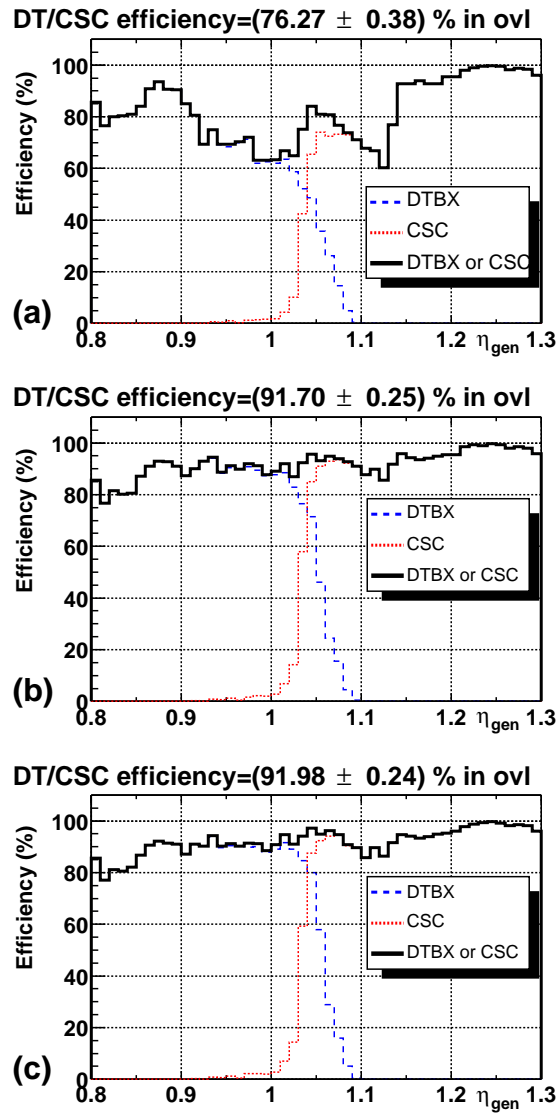 DT/CSC efficiency=(76.27 ± 0.38) % in ovl
Efficiency (%)
100
80
60
40
20
0
DTBX
CSC
DTBX or CSC
(a)
0.8 0.9 1 1.1 1.2 1.3
ηgen
DT/CSC efficiency=(91.70 ± 0.25) % in ovl
Efficiency (%)
100
80
60
40
20
0
DTBX
CSC
DTBX or CSC
(b)
0.8 0.9 1 1.1 1.2 1.3
ηgen
DT/CSC efficiency=(91.98 ± 0.24) % in ovl
Efficiency (%)
100
80
60
40
20
0
DTBX
CSC
DTBX or CSC
(c)
0.8 0.9 1 1.1 1.2 1.3
ηgen